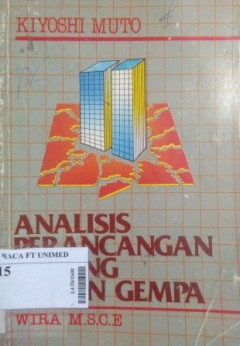 KIYOSHI MUTO
ANALISIS
PERANCANGAN
BACA FT UNIMED
15
GEMPA
WIRA M.S.C.E